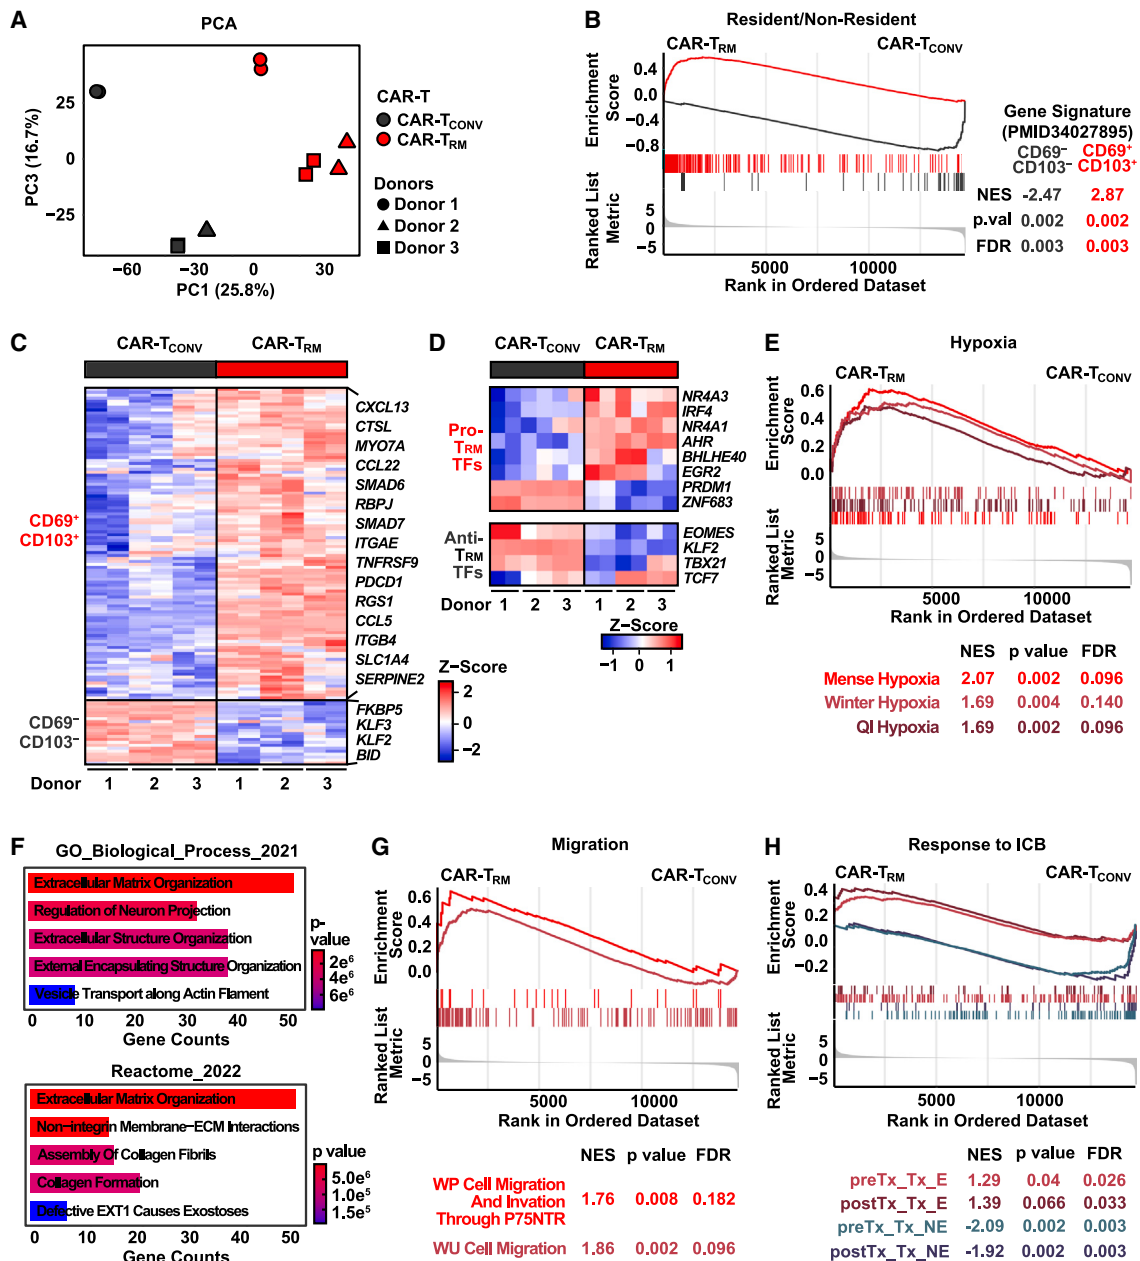 A
PCA
PC3 (16.7%)
25
0
−25
−60
−30
0
30
PC1 (25.8%)
CAR-T
CAR-TCONV
CAR-TRM
Donors
Donor 1
Donor 2
Donor 3
B
Resident/Non-Resident
CAR-TRM
CAR-TCONV
Enrichment
Score
0.4
0.0
−0.4
−0.8
Ranked List
Metric
5
0
−5
5000
10000
Rank in Ordered Dataset
Gene Signature
(PMID34027895)
CD69− CD69+
CD103− CD103+
NES -2.47 2.87
p.val 0.002 0.002
FDR 0.003 0.003
C
CAR-TCONV
CAR-TRM
CD69+
CD103+
CXCL13
CTSL
MYO7A
CCL22
SMAD6
RBPJ
SMAD7
ITGAE
TNFRSF9
PDCD1
RGS1
CCL5
ITGB4
SLC1A4
SERPINE2
CD69−
CD103−
FKBP5
KLF3
KLF2
BID
Donor 1 2 3 1 2 3
Z−Score
2
0
−2
D
CAR-TCONV
CAR-TRM
Pro-
TRM
TFs
NR4A3
IRF4
NR4A1
AHR
BHLHE40
EGR2
PRDM1
ZNF683
Anti-
TRM
TFs
EOMES
KLF2
TBX21
TCF7
Donor 1 2 3 1 2 3
Z−Score
−1 0 1
E
Hypoxia
CAR-TRM
CAR-TCONV
Enrichment
Score
0.6
0.4
0.2
0.0
Ranked List
Metric
5
0
−5
5000
10000
Rank in Ordered Dataset
NES p value FDR
Mense Hypoxia 2.07 0.002 0.096
Winter Hypoxia 1.69 0.004 0.140
QI Hypoxia 1.69 0.002 0.096
F
GO_Biological_Process_2021
Extracellular Matrix Organization
Regulation of Neuron Projection
Extracellular Structure Organization
External Encapsulating Structure Organization
Vesicle Transport along Actin Filament
0 10 20 30 40 50
Gene Counts
p-
value
2e6
4e6
6e6
Reactome_2022
Extracellular Matrix Organization
Non−integrin Membrane−ECM Interactions
Assembly Of Collagen Fibrils
Collagen Formation
Defective EXT1 Causes Exostoses
0 10 20 30 40 50
Gene Counts
p value
5.0e6
1.0e5
1.5e5
G
Migration
CAR-TRM
CAR-TCONV
Enrichment
Score
0.6
0.4
0.2
0.0
Ranked List
Metric
5
0
−5
5000
10000
Rank in Ordered Dataset
NES p value FDR
WP Cell Migration
And Invation
Through P75NTR
1.76 0.008 0.182
WU Cell Migration 1.86 0.002 0.096
H
Response to ICB
CAR-TRM
CAR-TCONV
Enrichment
Score
0.4
0.2
0.0
−0.2
Ranked List
Metric
5
0
−5
5000
10000
Rank in Ordered Dataset
NES p value FDR
preTx_Tx_E 1.29 0.04 0.026
postTx_Tx_E 1.39 0.066 0.033
preTx_Tx_NE -2.09 0.002 0.003
postTx_Tx_NE -1.92 0.002 0.003